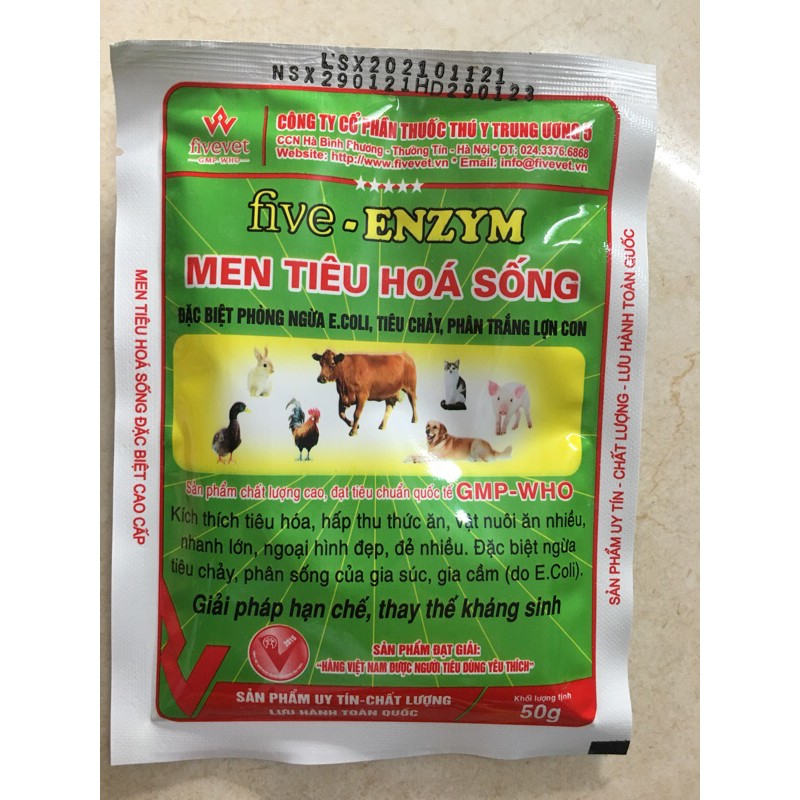 LSX202101121
NSX290121HD290123
fivevet
GMP-WHO
CÔNG TY CỔ PHẦN THUỐC THÚ Y TRUNG ƯƠNG 5
CCN Hà Bình Phương - Thường Tín - Hà Nội * ĐT: 024.3376.6868
Website: http://www.fivevet.vn * Email: info@fivevet.vn
five - ENZYM
MEN TIÊU HOÁ SỐNG
ĐẶC BIỆT PHÒNG NGỪA E.COLI, TIÊU CHẢY, PHÂN TRẮNG LỢN CON
MEN TIÊU HOÁ SỐNG ĐẶC BIỆT CAO CẤP
SẢN PHẨM UY TÍN - CHẤT LƯỢNG - LƯU HÀNH TOÀN QUỐC
Sản phẩm chất lượng cao, đạt tiêu chuẩn quốc tế GMP-WHO
Kích thích tiêu hóa, hấp thu thức ăn, vật nuôi ăn nhiều,
nhanh lớn, ngoại hình đẹp, đẻ nhiều. Đặc biệt ngừa
tiêu chảy, phân sống của gia súc, gia cầm (do E.Coli).
Giải pháp hạn chế, thay thế kháng sinh
2015
SẢN PHẨM ĐẠT GIẢI:
"HÀNG VIỆT NAM ĐƯỢC NGƯỜI TIÊU DÙNG YÊU THÍCH"
SẢN PHẨM UY TÍN-CHẤT LƯỢNG
LƯU HÀNH TOÀN QUỐC
Khối lượng tịnh
50g